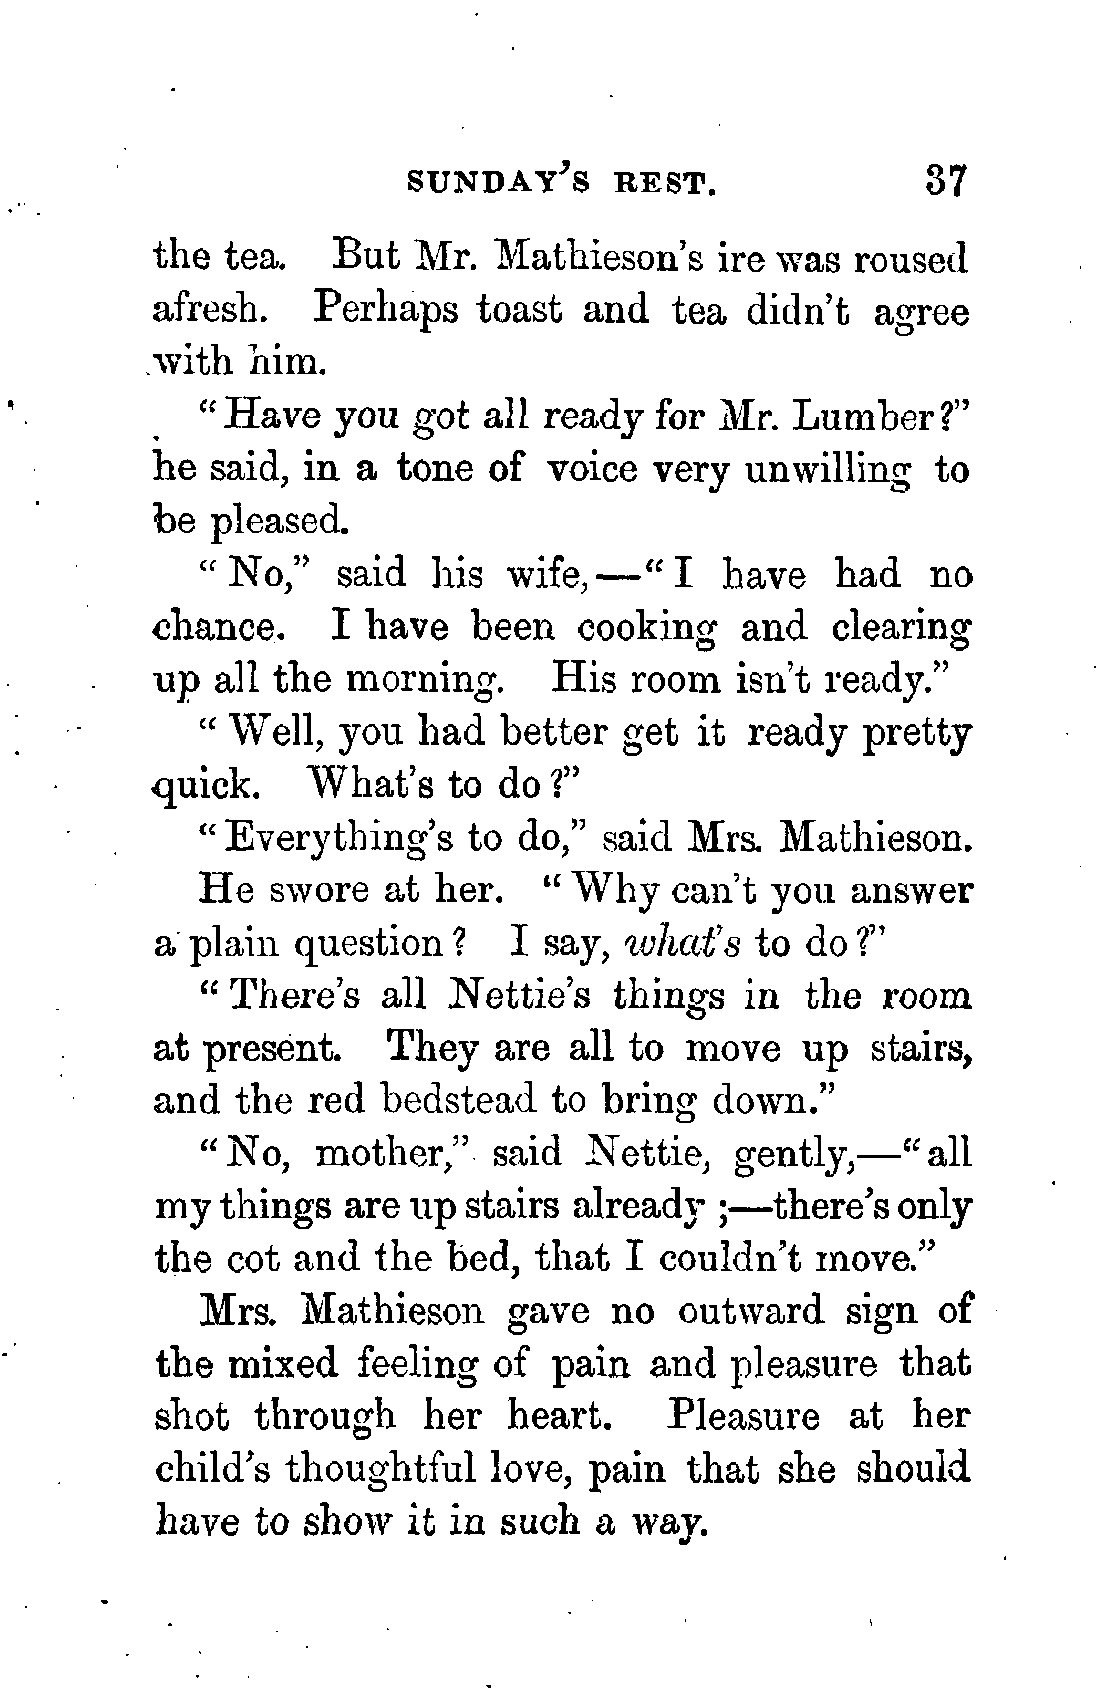 SUNDAY'S REST. 37
the tea. But Mr. Mathieson's ire was roused
afresh. Perhaps toast and tea didn't agree
with him.
"Have you got all ready for Mr. Lumber?"
he said, in a tone of voice very unwilling to
be pleased.
"No," said his wife,—"I have had no
chance. I have been cooking and clearing
up all the morning. His room isn't ready."
"Well, you had better get it ready pretty
quick. What's to do?"
"Everything's to do," said Mrs. Mathieson.
He swore at her. "Why can't you answer
a plain question? I say, what's to do?"
"There's all Nettie's things in the room
at present. They are all to move up stairs,
and the red bedstead to bring down."
"No, mother," said Nettie, gently,—"all
my things are up stairs already;—there's only
the cot and the bed, that I couldn't move."
Mrs. Mathieson gave no outward sign of
the mixed feeling of pain and pleasure that
shot through her heart. Pleasure at her
child's thoughtful love, pain that she should
have to show it in such a way.